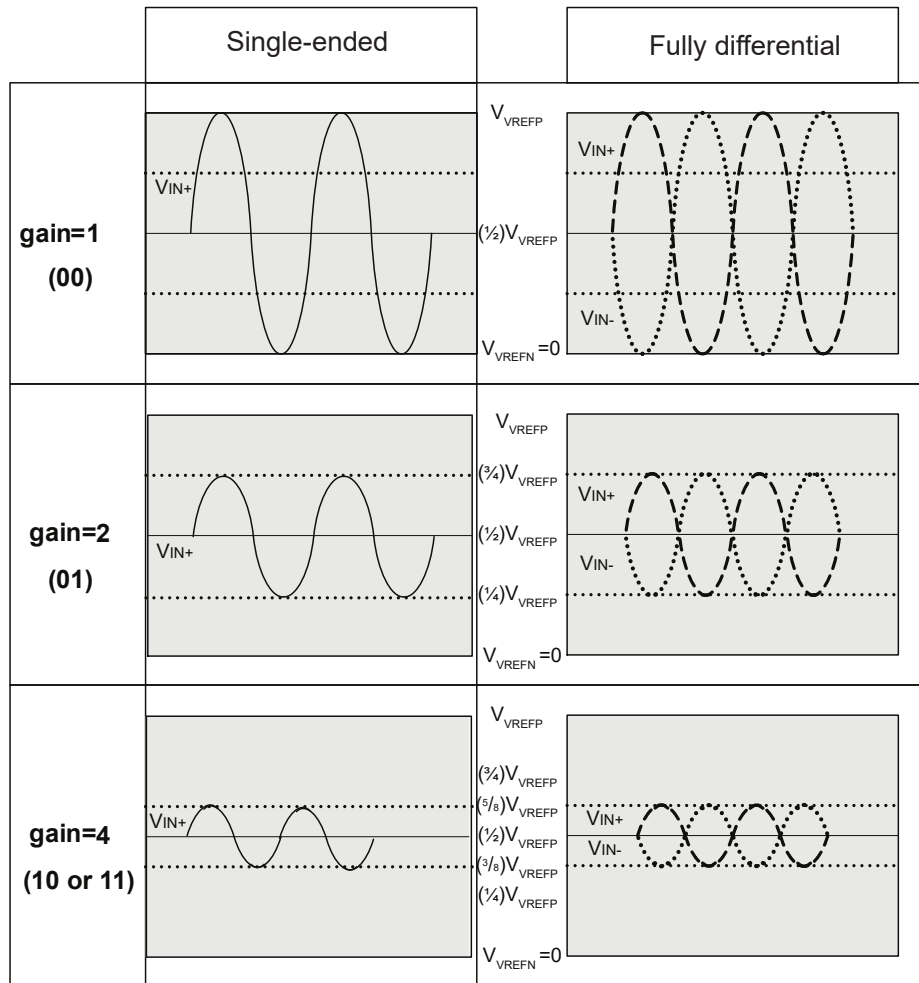 Single-ended
Fully differential
gain=1
(00)
VIN+
V_VREFP
(½)V_VREFP
V_VREFN =0
VIN+
VIN-
gain=2
(01)
VIN+
V_VREFP
(¾)V_VREFP
(½)V_VREFP
(¼)V_VREFP
V_VREFN =0
VIN+
VIN-
gain=4
(10 or 11)
VIN+
V_VREFP
(¾)V_VREFP
(⁵/₈)V_VREFP
(½)V_VREFP
(³/₈)V_VREFP
(¼)V_VREFP
V_VREFN =0
VIN+
VIN-